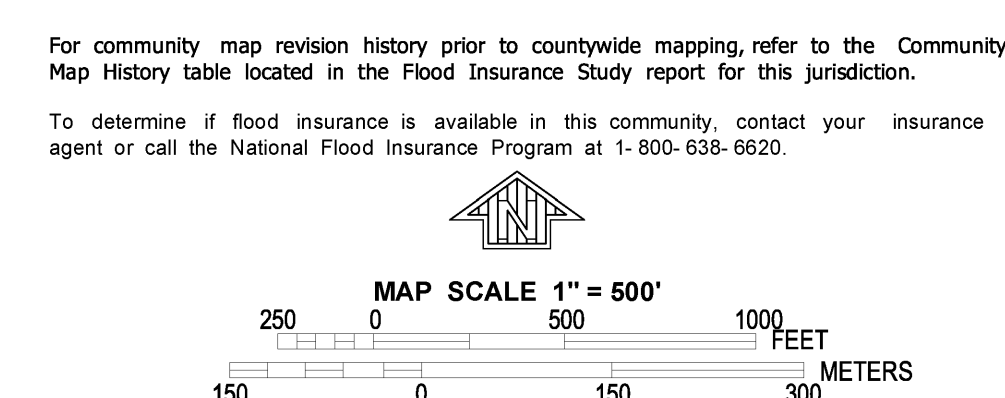 For community map revision history prior to countywide mapping, refer to the Community
Map History table located in the Flood Insurance Study report for this jurisdiction.
To determine if flood insurance is available in this community, contact your insurance
agent or call the National Flood Insurance Program at 1- 800- 638- 6620.
N
MAP SCALE 1" = 500'
250 0 500 1000
FEET
METERS
150 0 150 300